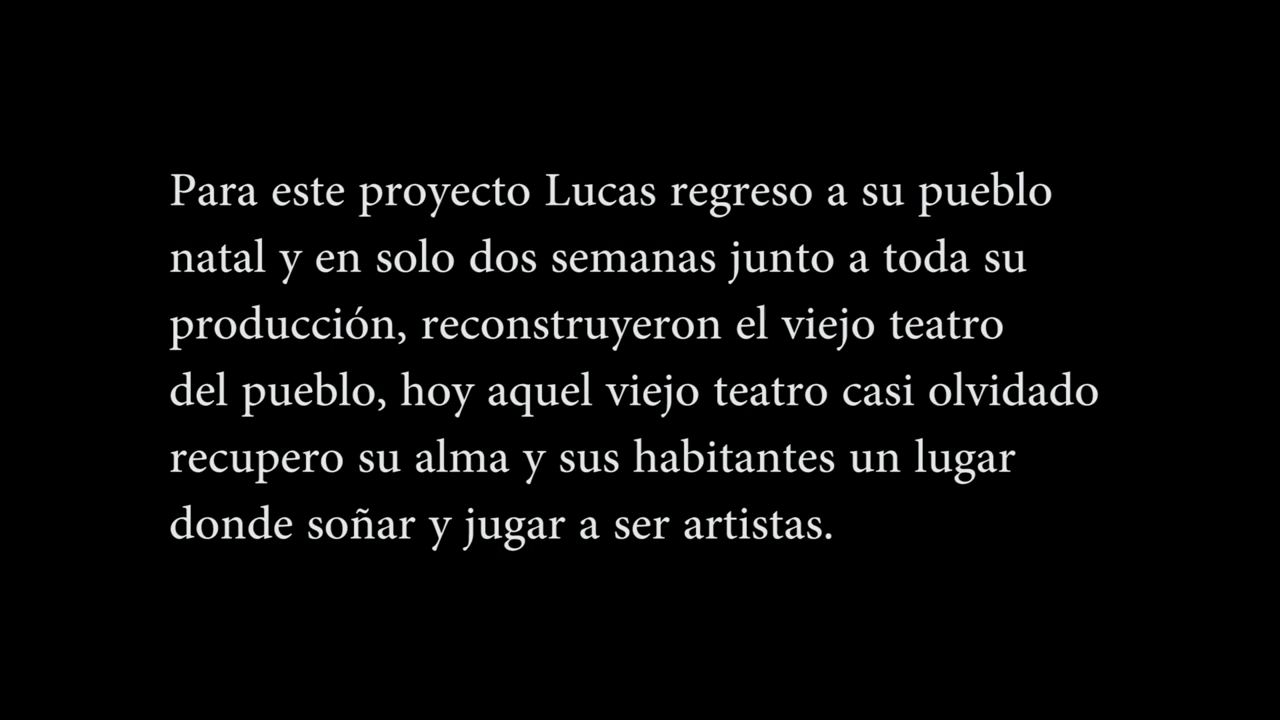 Para este proyecto Lucas regreso a su pueblo
natal y en solo dos semanas junto a toda su
producción, reconstruyeron el viejo teatro
del pueblo, hoy aquel viejo teatro casi olvidado
recupero su alma y sus habitantes un lugar
donde soñar y jugar a ser artistas.